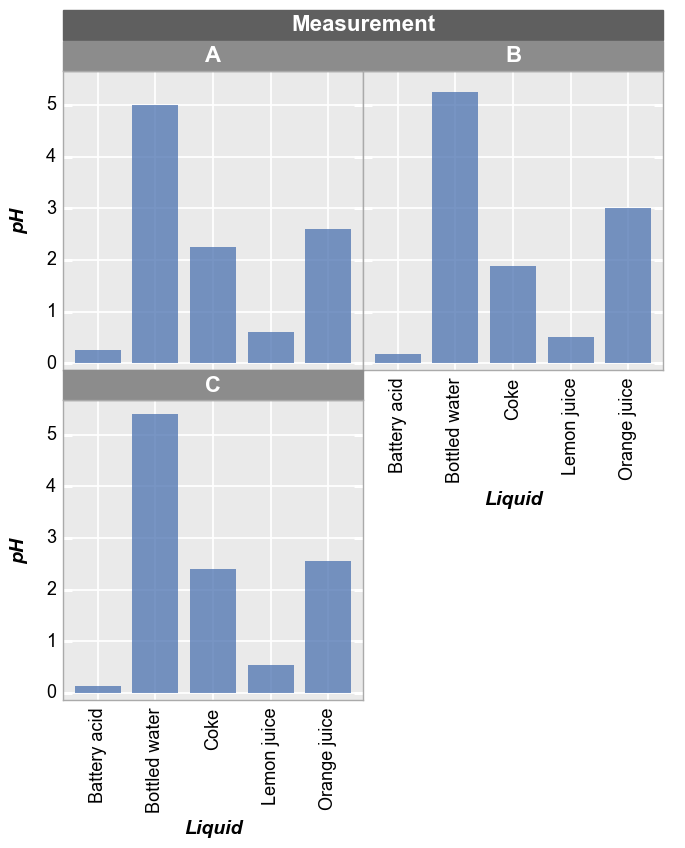 Measurement
A
B
pH
5
4
3
2
1
0
Battery acid
Bottled water
Coke
Lemon juice
Orange juice
Liquid
C
pH
5
4
3
2
1
0
Battery acid
Bottled water
Coke
Lemon juice
Orange juice
Liquid